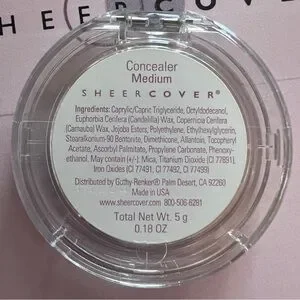 Concealer
Medium
SHEER COVER®
Ingredients: Caprylic/Capric Triglyceride, Octyldodecanol,
Euphorbia Cerifera (Candelilla) Wax, Copernicia Cerifera
(Carnauba) Wax, Jojoba Esters, Polyethylene, Ethylhexylglycerin,
Stearalkonium-90 Bentonite, Dimethicone, Allantoin, Tocopheryl
Acetate, Ascorbyl Palmitate, Propylene Carbonate, Phenoxy-
ethanol. May contain (+/-): Mica, Titanium Dioxide (CI 77891),
Iron Oxides (CI 77491, CI 77492, CI 77499)
Distributed by Guthy-Renker® Palm Desert, CA 92260
Made in USA
www.sheercover.com 800-506-6281
Total Net Wt. 5 g
0.18 OZ